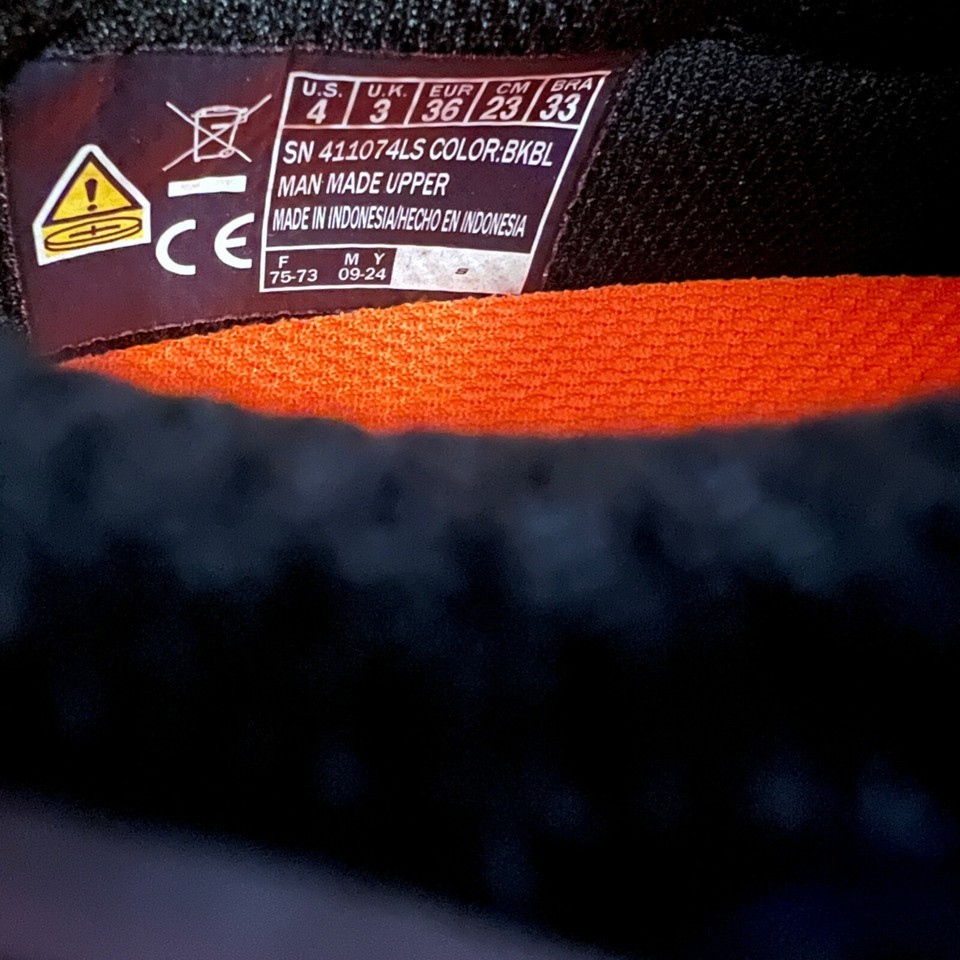 U.S. U.K. EUR CM BRA
4 3 36 23 33
SN 411074LS COLOR:BKBL
MAN MADE UPPER
MADE IN INDONESIA/HECHO EN INDONESIA
F M Y
75-73 09-24
CE